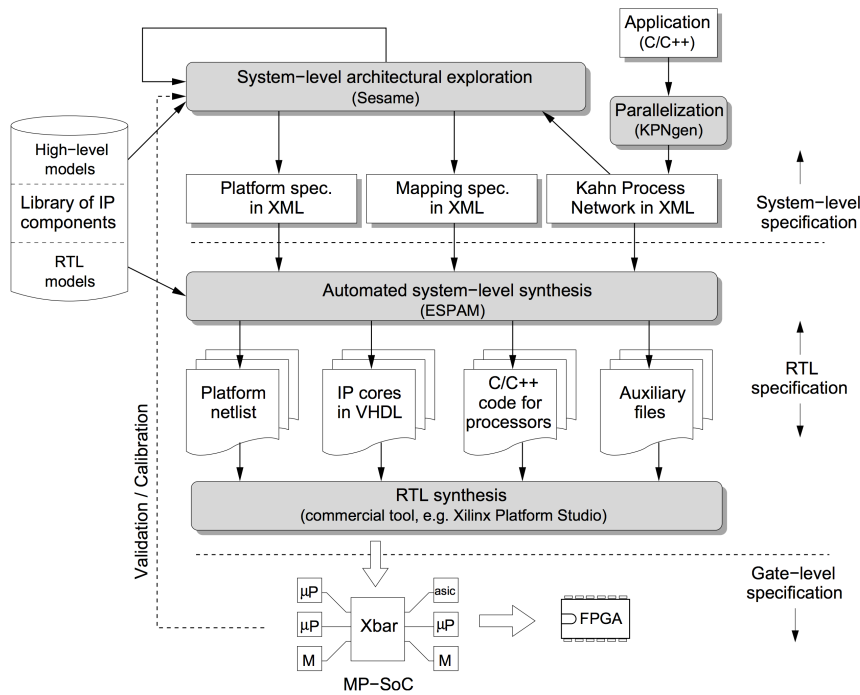 Application
(C/C++)
System-level architectural exploration
(Sesame)
Parallelization
(KPNgen)
High-level
models
Library of IP
components
RTL
models
Platform spec.
in XML
Mapping spec.
in XML
Kahn Process
Network in XML
System-level
specification
Automated system-level synthesis
(ESPAM)
Platform
netlist
IP cores
in VHDL
C/C++
code for
processors
Auxiliary
files
RTL
specification
RTL synthesis
(commercial tool, e.g. Xilinx Platform Studio)
Validation / Calibration
Gate-level
specification
μP
μP
M
Xbar
asic
μP
M
MP-SoC
FPGA